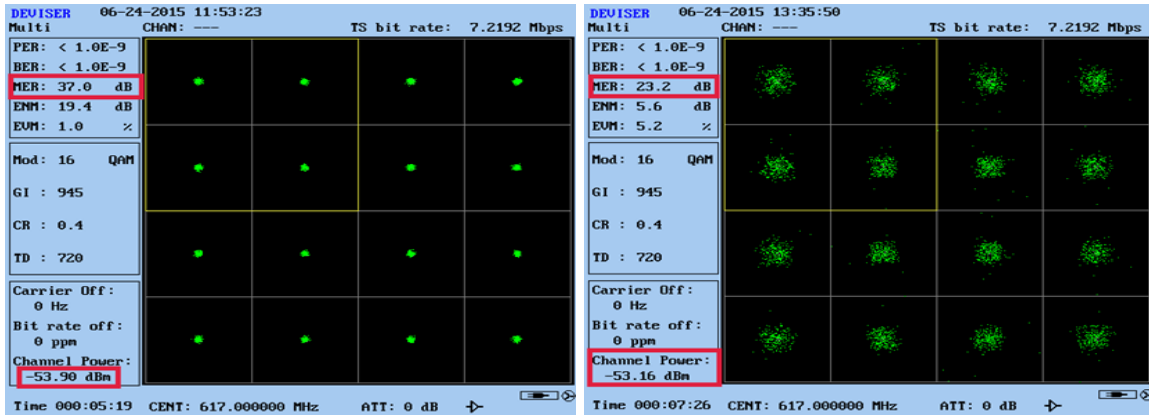 DEVISER 06-24-2015 11:53:23
Multi CHAN: --- TS bit rate: 7.2192 Mbps
PER: < 1.0E-9
BER: < 1.0E-9
MER: 37.0 dB
ENM: 19.4 dB
EVM: 1.0 %
Mod: 16 QAM
GI : 945
CR : 0.4
TD : 720
Carrier Off:
0 Hz
Bit rate off:
0 ppm
Channel Power:
-53.90 dBm
Time 000:05:19 CENT: 617.000000 MHz ATT: 0 dB
DEVISER 06-24-2015 13:35:50
Multi CHAN: --- TS bit rate: 7.2192 Mbps
PER: < 1.0E-9
BER: < 1.0E-9
MER: 23.2 dB
ENM: 5.6 dB
EVM: 5.2 %
Mod: 16 QAM
GI : 945
CR : 0.4
TD : 720
Carrier Off:
0 Hz
Bit rate off:
0 ppm
Channel Power:
-53.16 dBm
Time 000:07:26 CENT: 617.000000 MHz ATT: 0 dB